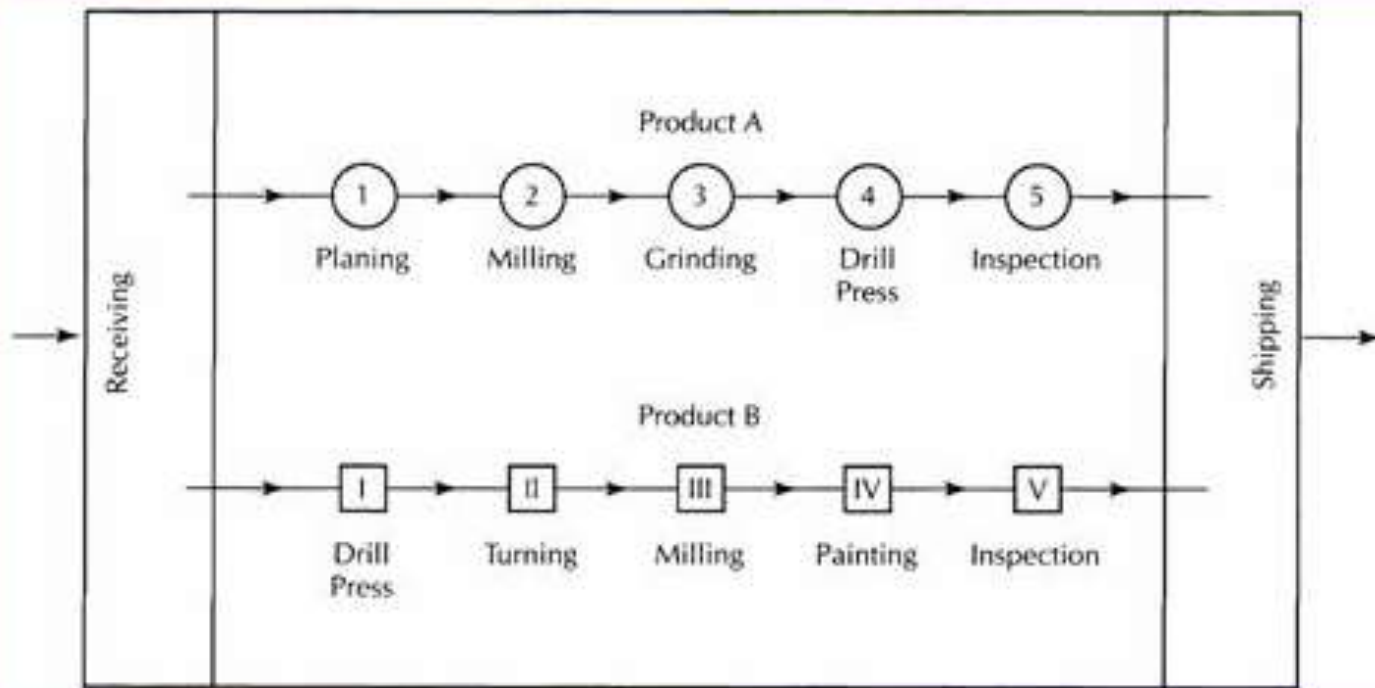 Receiving
Product A
1 2 3 4 5
Planing Milling Grinding Drill Press Inspection
Product B
I II III IV V
Drill Press Turning Milling Painting Inspection
Shipping